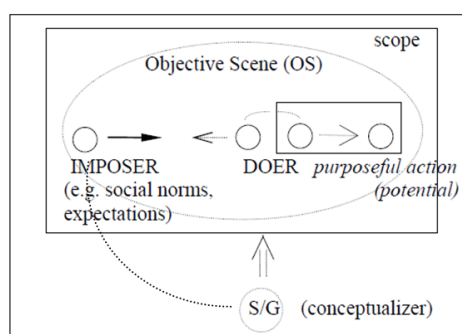 scope
Objective Scene (OS)
IMPOSER DOER purposeful action
(e.g. social norms, (potential)
expectations)
S/G (conceptualizer)